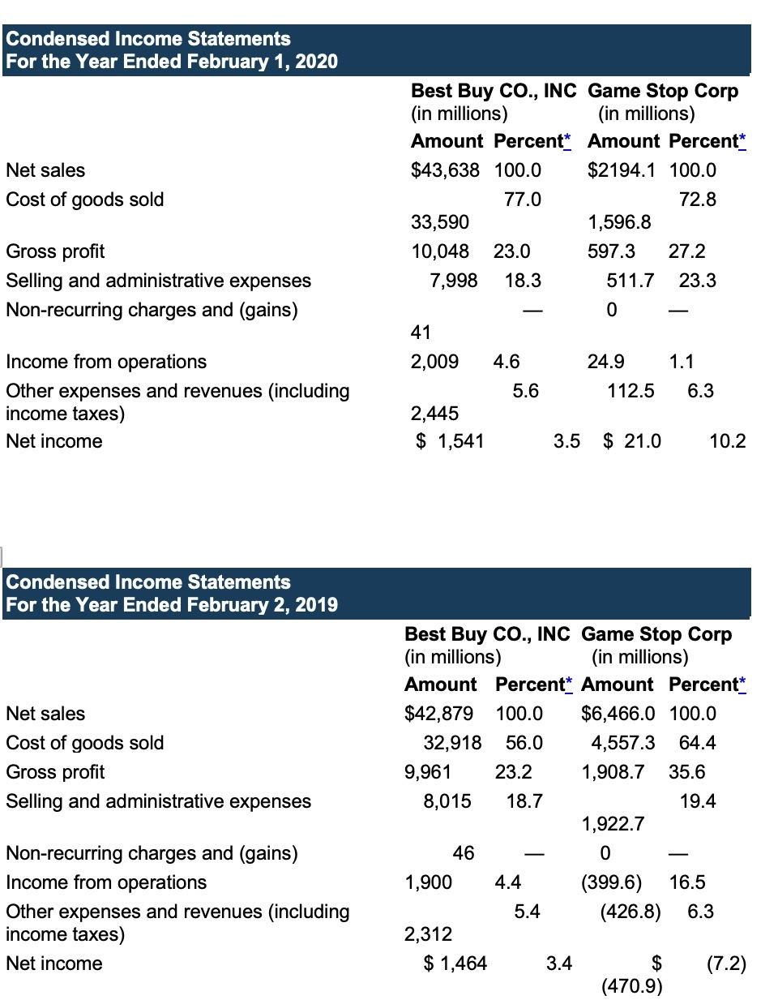 Condensed Income Statements
For the Year Ended February 1, 2020
Best Buy CO., INC Game Stop Corp
(in millions) (in millions)
Amount Percent* Amount Percent*
Net sales $43,638 100.0 $2194.1 100.0
Cost of goods sold 77.0 72.8
33,590 1,596.8
Gross profit 10,048 23.0 597.3 27.2
Selling and administrative expenses 7,998 18.3 511.7 23.3
Non-recurring charges and (gains) — 0 —
41
Income from operations 2,009 4.6 24.9 1.1
Other expenses and revenues (including 5.6 112.5 6.3
income taxes) 2,445
Net income $ 1,541 3.5 $ 21.0 10.2
Condensed Income Statements
For the Year Ended February 2, 2019
Best Buy CO., INC Game Stop Corp
(in millions) (in millions)
Amount Percent* Amount Percent*
Net sales $42,879 100.0 $6,466.0 100.0
Cost of goods sold 32,918 56.0 4,557.3 64.4
Gross profit 9,961 23.2 1,908.7 35.6
Selling and administrative expenses 8,015 18.7 19.4
1,922.7
Non-recurring charges and (gains) 46 — 0 —
Income from operations 1,900 4.4 (399.6) 16.5
Other expenses and revenues (including 5.4 (426.8) 6.3
income taxes) 2,312
Net income $ 1,464 3.4 $ (7.2)
(470.9)